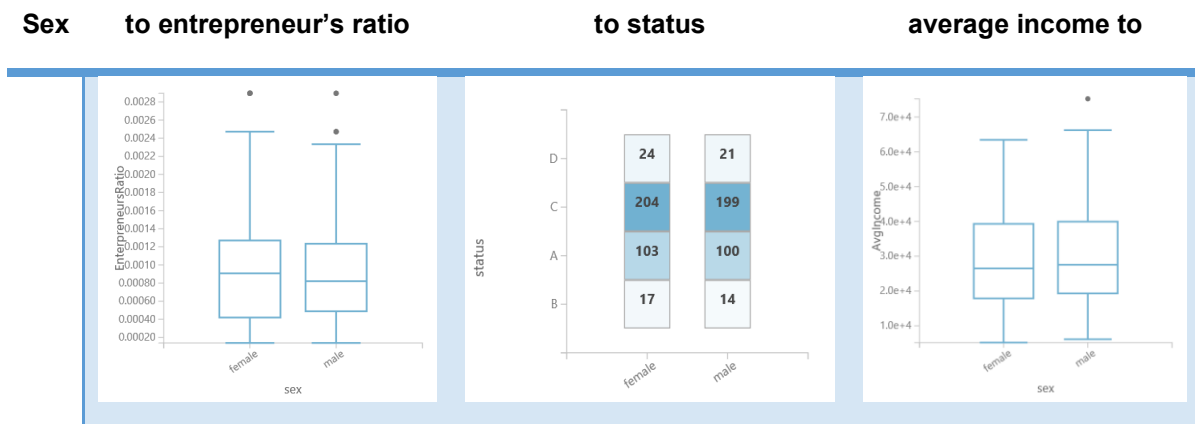 Sex to entrepreneur’s ratio to status average income to
0.0028
0.0026
0.0024
0.0022
0.0020
0.0018
0.0016
0.0014
0.0012
0.0010
0.00080
0.00060
0.00040
0.00020
EnterpreneursRatio
female male
sex
D 24 21
C 204 199
A 103 100
B 17 14
status
female male
7.0e+4
6.0e+4
5.0e+4
4.0e+4
3.0e+4
2.0e+4
1.0e+4
AvgIncome
female male
sex